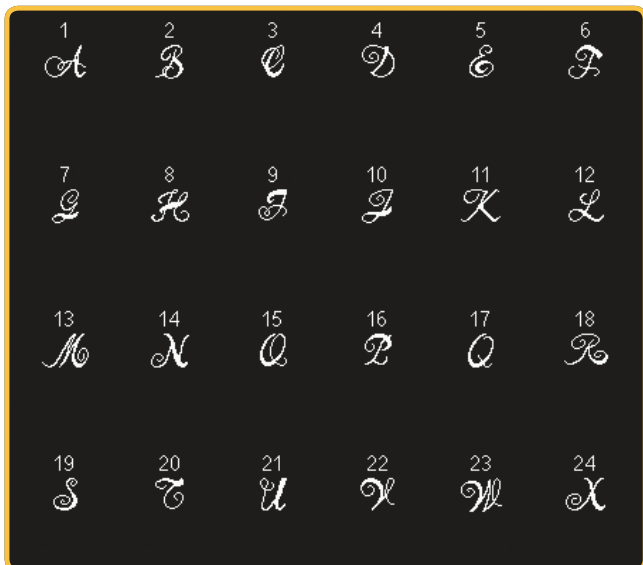 1 2 3 4 5 6
A B C D E F
7 8 9 10 11 12
G H I J K L
13 14 15 16 17 18
M N O P Q R
19 20 21 22 23 24
S T U V W X